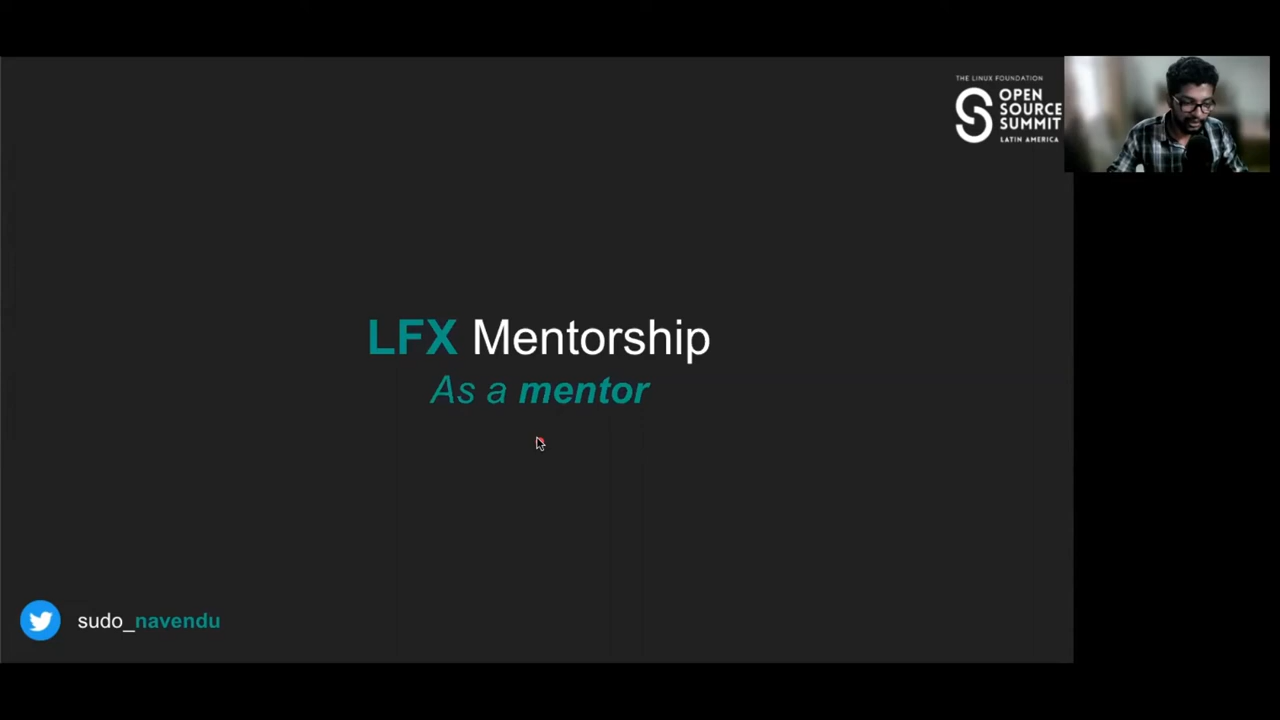 THE LINUX FOUNDATION
OPEN
SOURCE
SUMMIT
LATIN AMERICA
LFX Mentorship
As a mentor
sudo_navendu